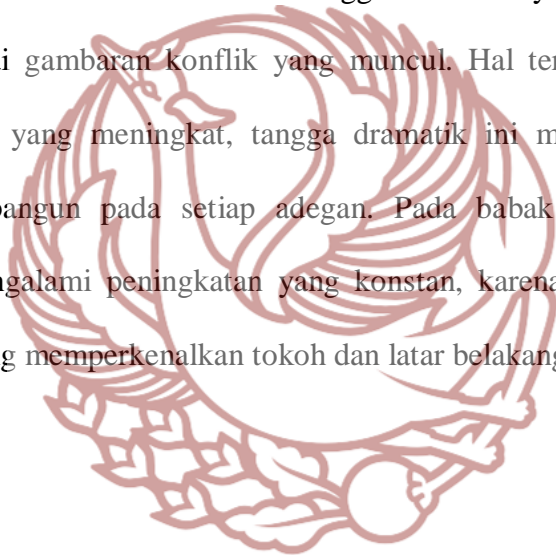 i gambaran konflik yang muncul. Hal ter
yang meningkat, tangga dramatik ini m
bangun pada setiap adegan. Pada babak
ngalami peningkatan yang konstan, karena
g memperkenalkan tokoh dan latar belakang